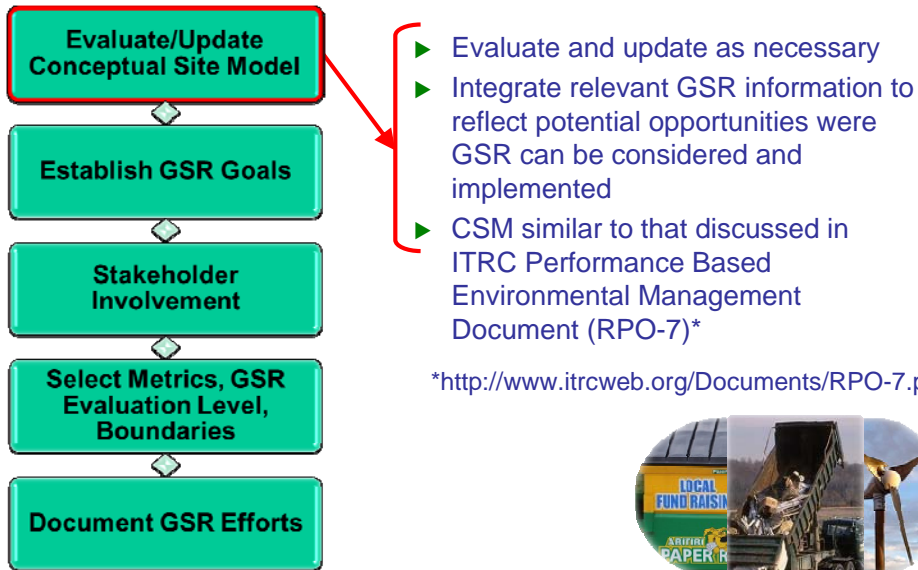 Evaluate/Update
Conceptual Site Model
Establish GSR Goals
Stakeholder
Involvement
Select Metrics, GSR
Evaluation Level,
Boundaries
Document GSR Efforts
Evaluate and update as necessary
Integrate relevant GSR information to
reflect potential opportunities were
GSR can be considered and
implemented
CSM similar to that discussed in
ITRC Performance Based
Environmental Management
Document (RPO-7)*
*http://www.itrcweb.org/Documents/RPO-7.p
LOCAL
FUND RAISIN
PAPER R